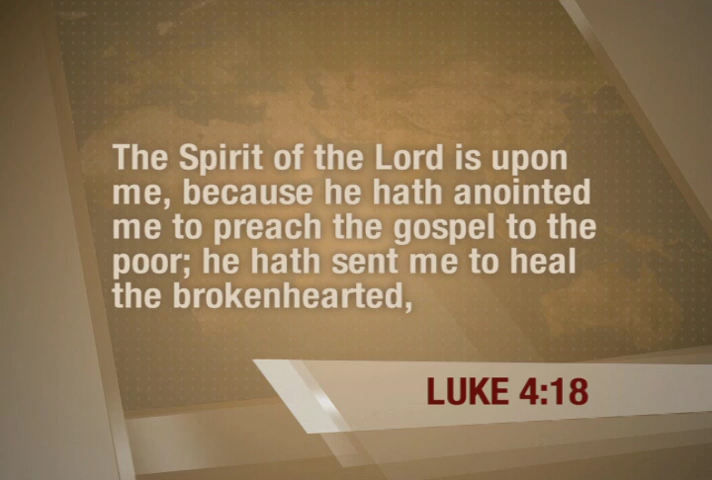 The Spirit of the Lord is upon
me, because he hath anointed
me to preach the gospel to the
poor; he hath sent me to heal
the brokenhearted,
LUKE 4:18